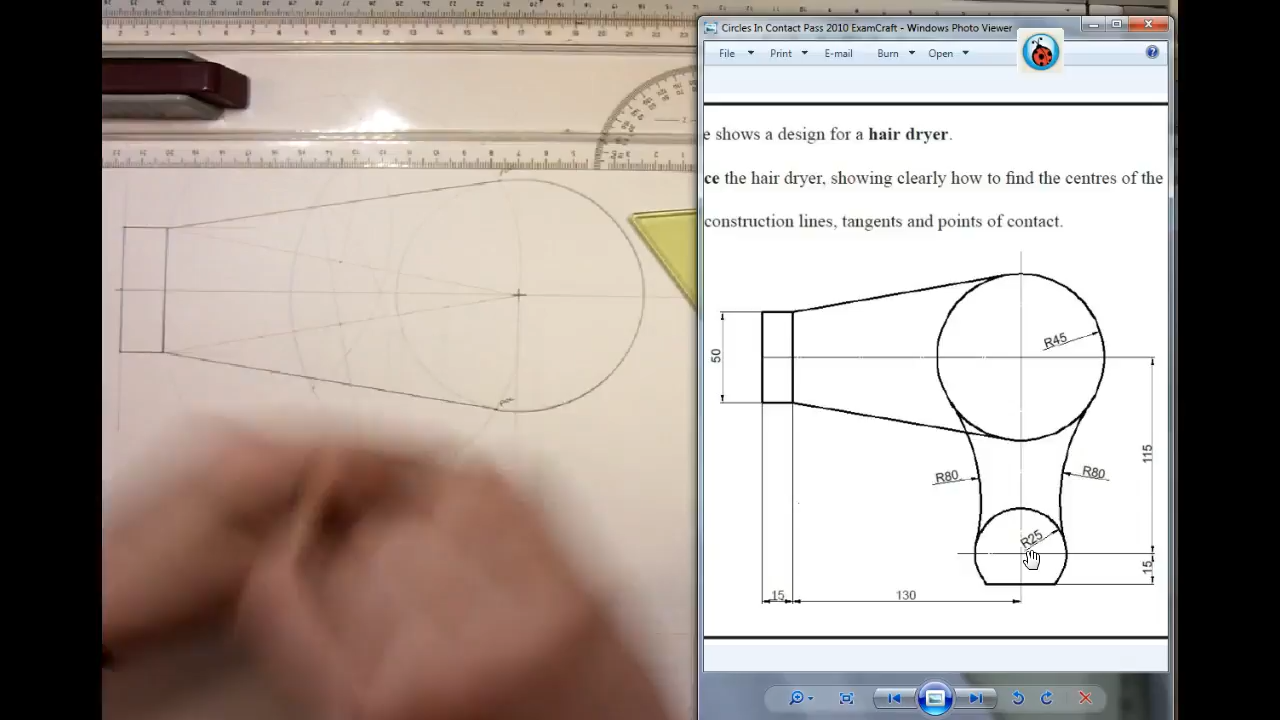 Circles In Contact Pass 2010 ExamCraft - Windows Photo Viewer
File Print E-mail Burn Open
e shows a design for a hair dryer.
ce the hair dryer, showing clearly how to find the centres of the
construction lines, tangents and points of contact.
R45
50
115
R80
R80
R25
15
15
130